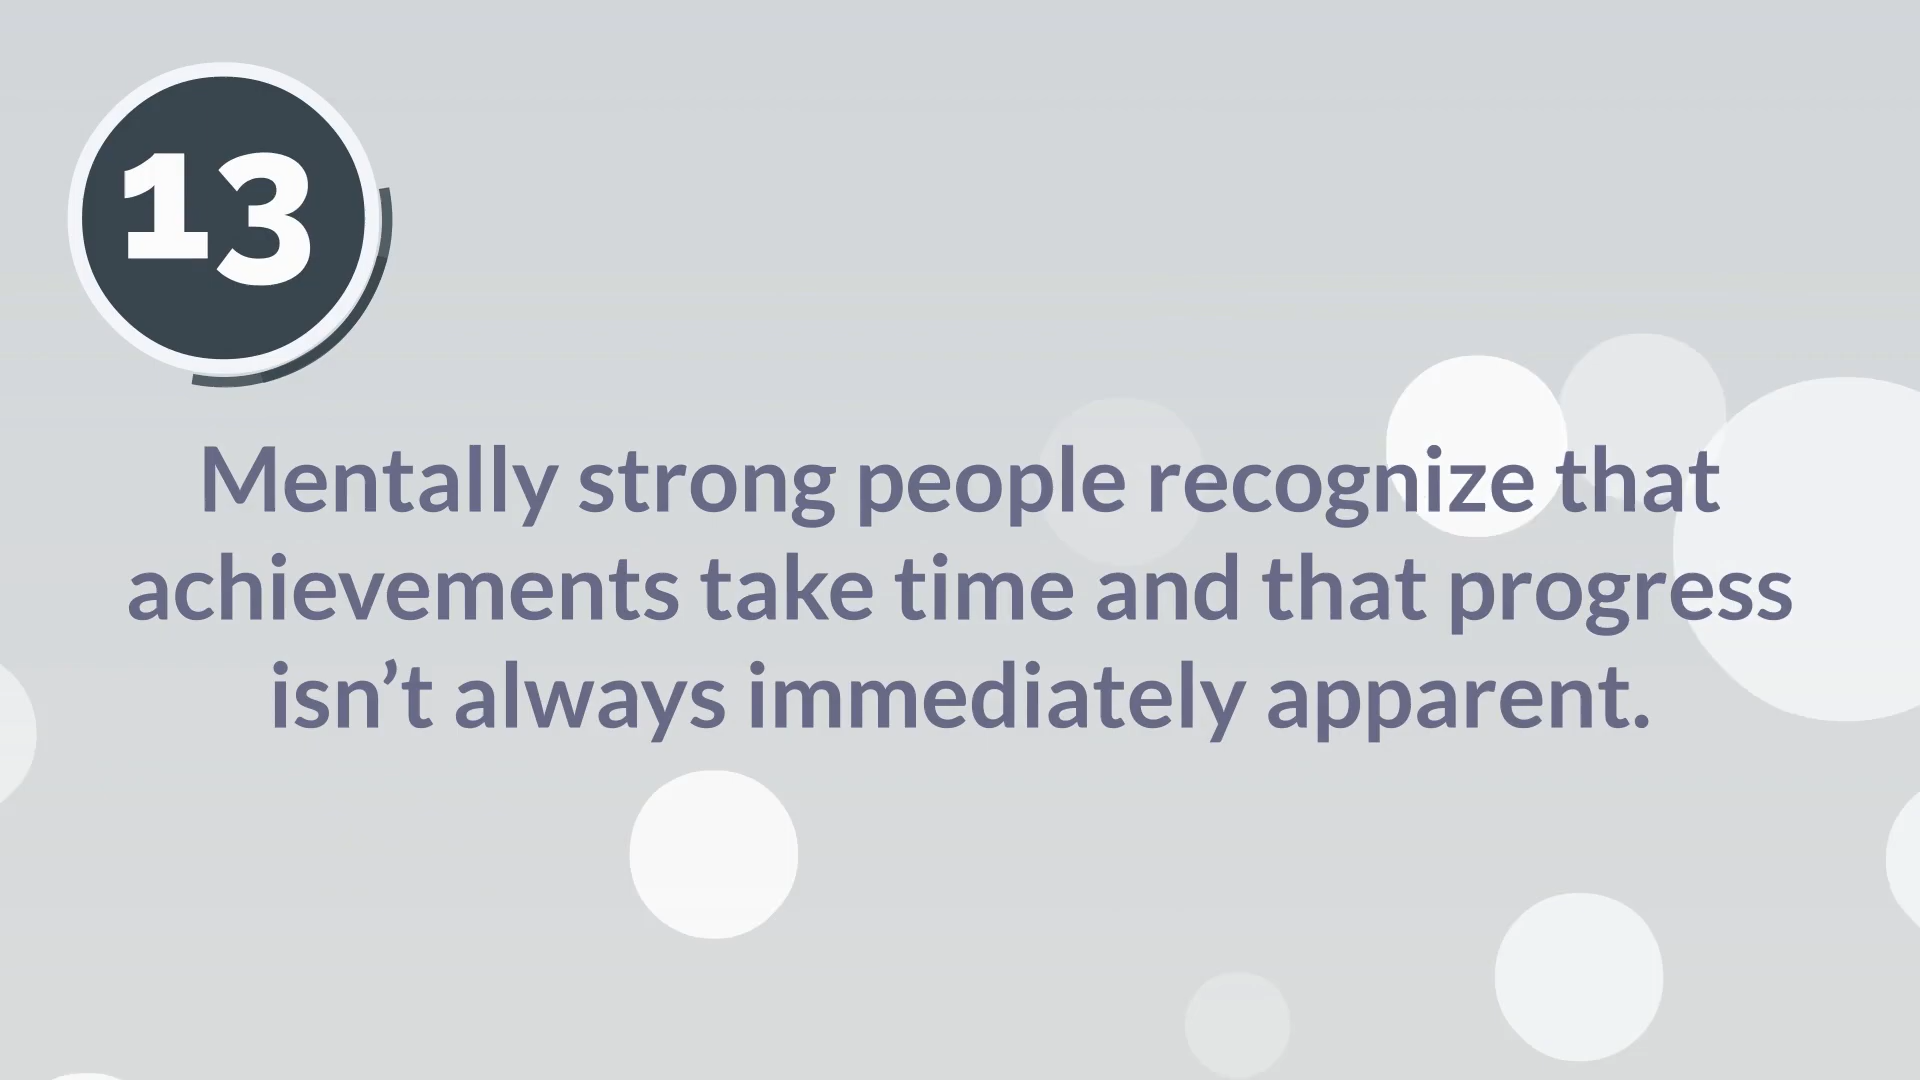 13
Mentally strong people recognize that
achievements take time and that progress
isn’t always immediately apparent.